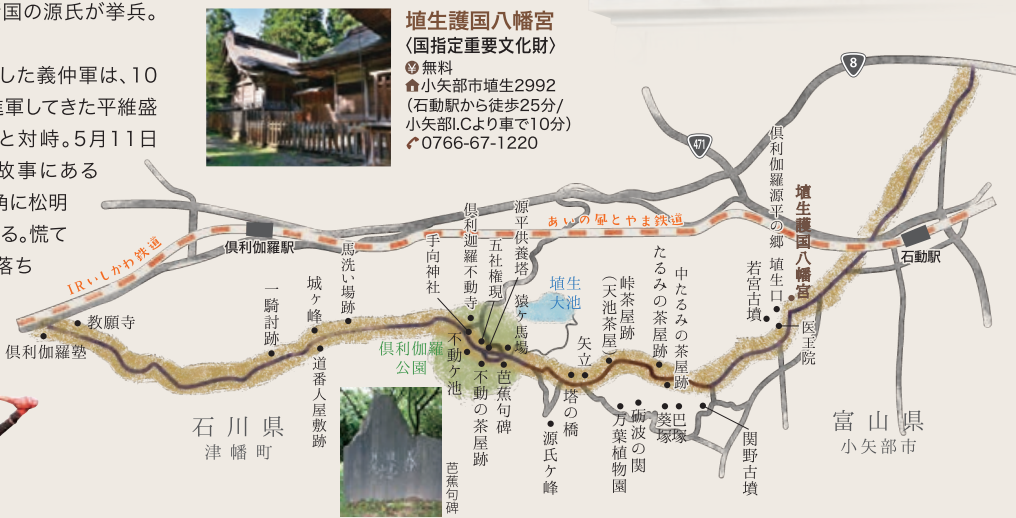 国の源氏が挙兵。
した義仲軍は、10
進軍してきた平維盛
と対峙。5月11日
故事にある
角に松明
る。慌て
落ち
埴生護国八幡宮
〈国指定重要文化財〉
¥無料
小矢部市埴生2992
(石動駅から徒歩25分/
小矢部I.Cより車で10分)
0766-67-1220
8
471
倶利伽羅源平の郷 埴生口
埴生護国八幡宮
あいの風とやま鉄道
IRいしかわ鉄道
倶利伽羅駅
石動駅
教願寺
倶利伽羅塾
一騎討跡
城ヶ峰
馬洗い場跡
道番人屋敷跡
手向神社
倶利迦羅不動寺
五社権現
源平供養塔
猿ヶ馬場
倶利伽羅
公園
不動ケ池
不動の茶屋跡
芭蕉句碑
埴生
大池
矢立
塔の橋
源氏ケ峰
峠茶屋跡
(天池茶屋)
たるみの茶屋跡
中たるみの茶屋跡
万葉植物園
砺波の関
葵塚
巴塚
関野古墳
若宮古墳
医王院
石川県
津幡町
富山県
小矢部市
芭蕉句碑